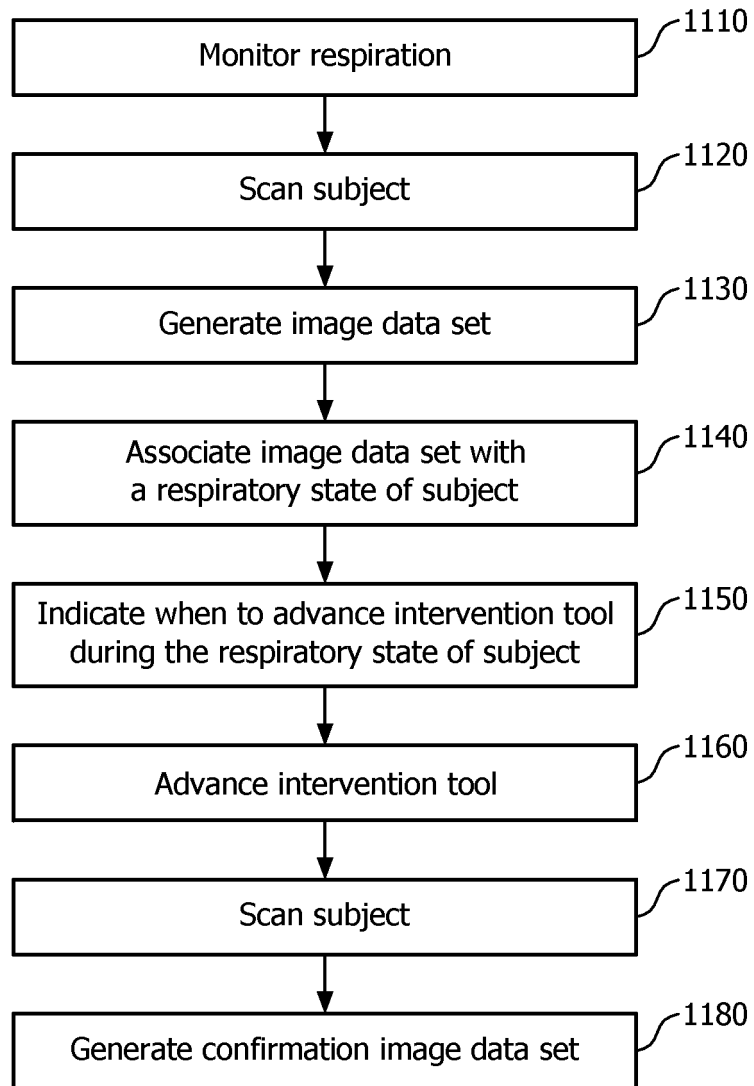 Monitor respiration
1110
Scan subject
1120
Generate image data set
1130
Associate image data set with
a respiratory state of subject
1140
Indicate when to advance intervention tool
during the respiratory state of subject
1150
Advance intervention tool
1160
Scan subject
1170
Generate confirmation image data set
1180